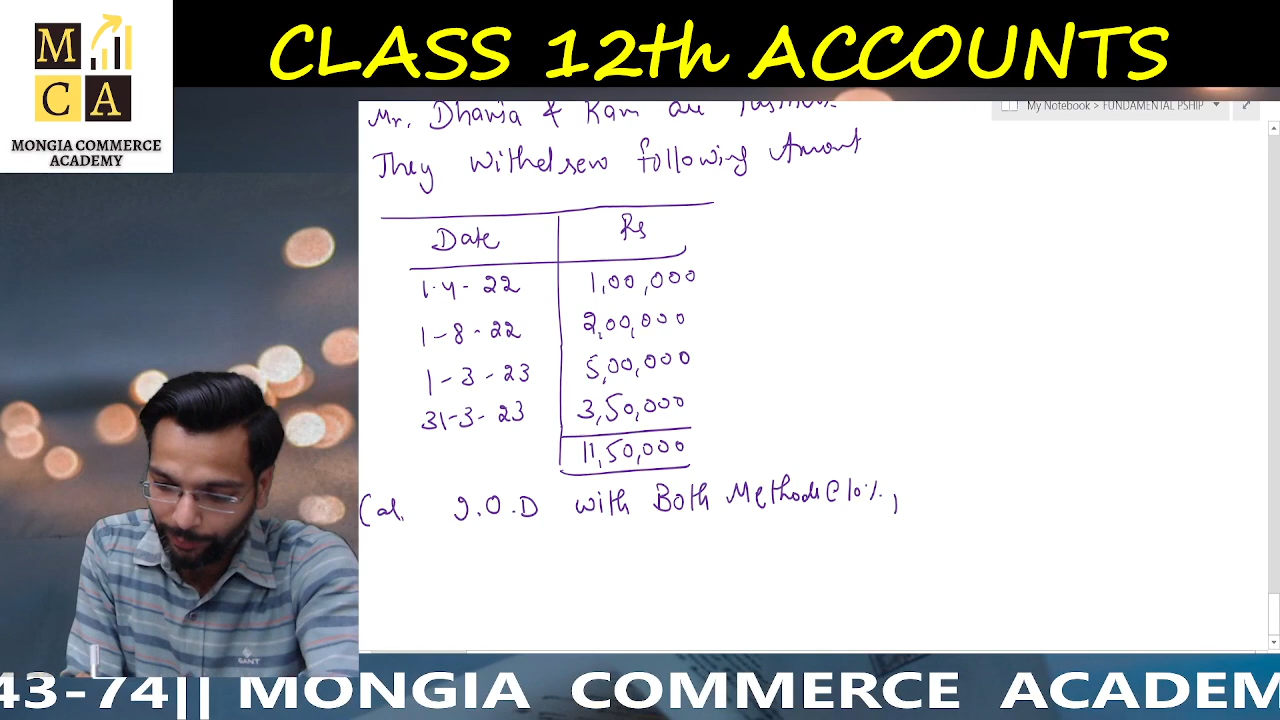 M
C A
MONGIA COMMERCE
ACADEMY
CLASS 12th ACCOUNTS
My Notebook > FUNDAMENTAL PSHIP
Mr. & Ram are
They Withdrew following Amount
Date Rs
1-4-22 1,00,000
1-8-22 2,00,000
1-3-23 5,00,000
31-3-23 3,50,000
11,50,000
Cal. I.O.D with Both Methods @ 10%,
GANT
43-74|| MONGIA COMMERCE ACADEM